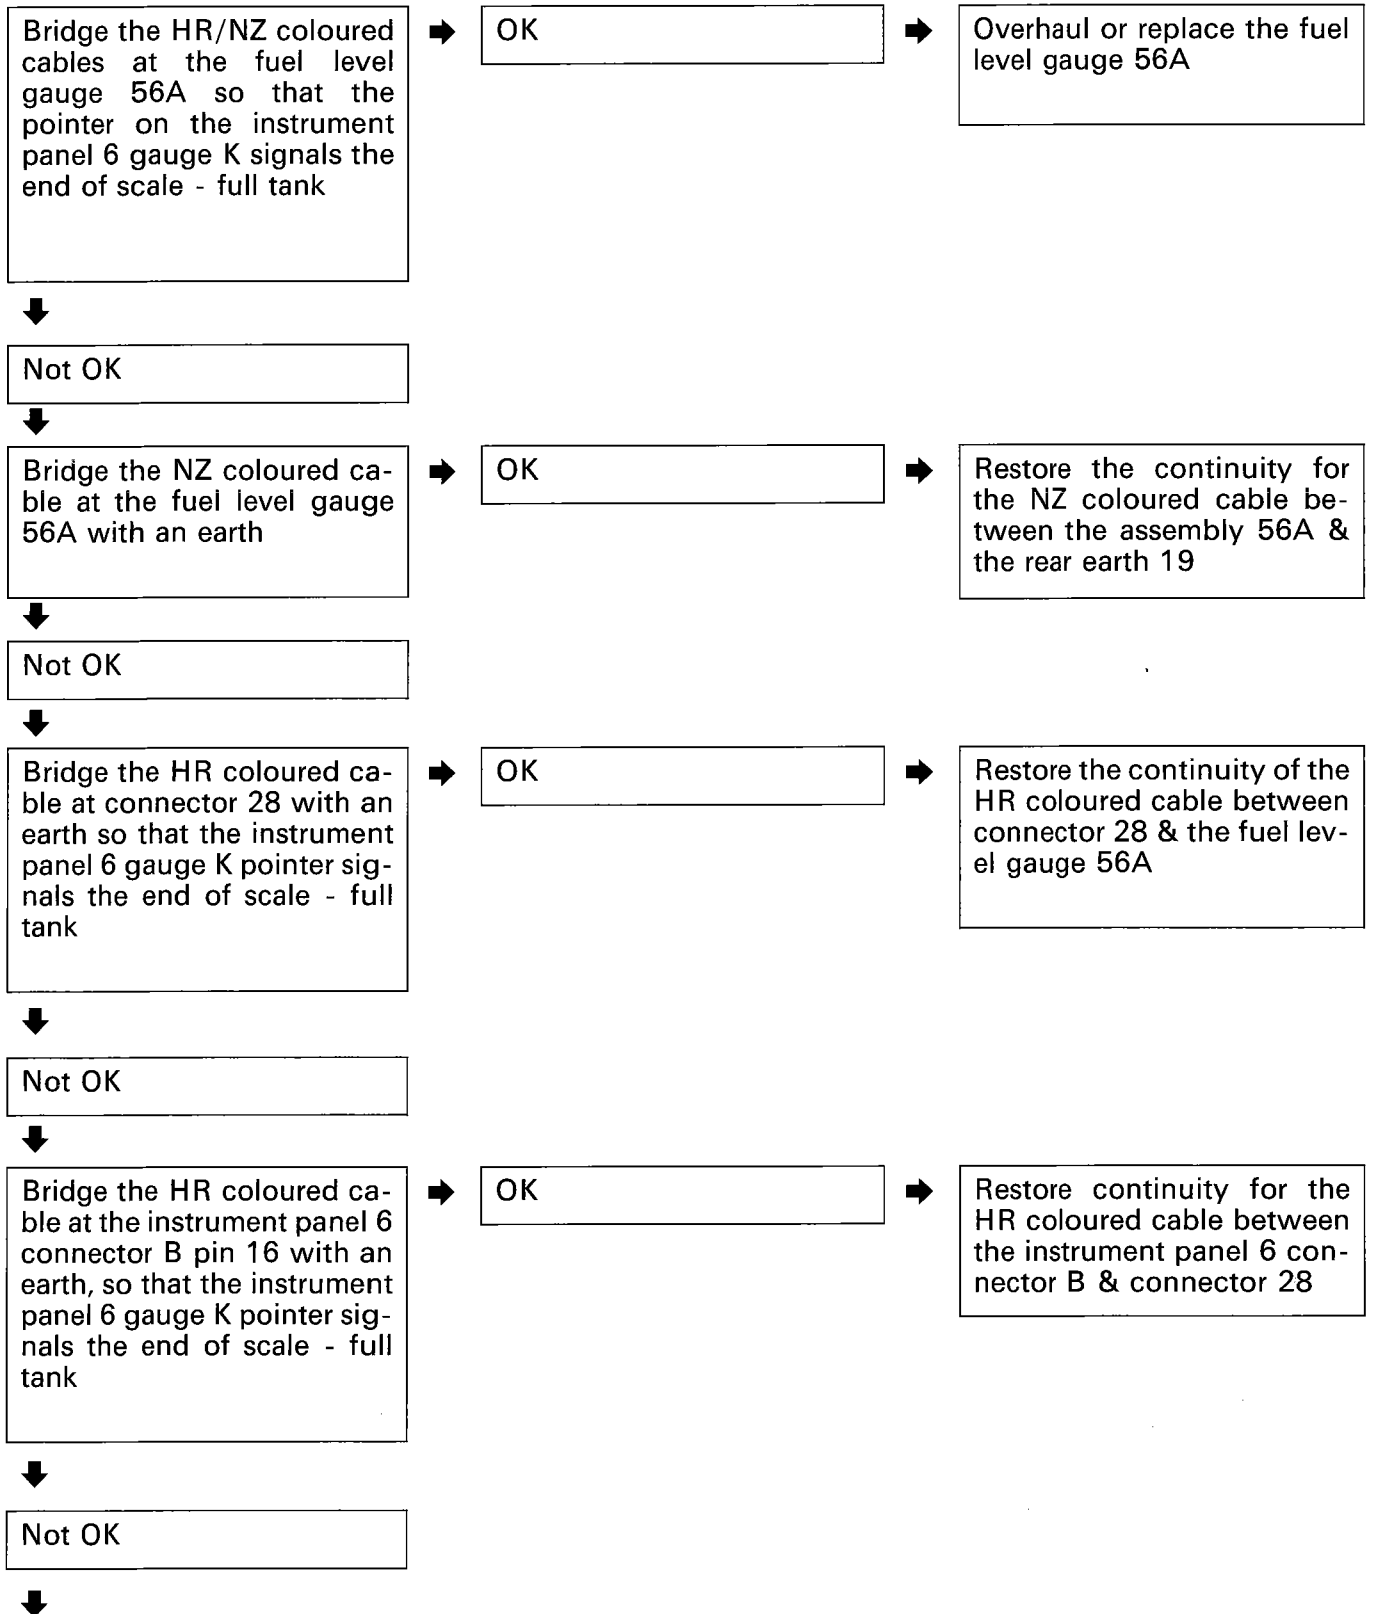 Bridge the HR/NZ coloured
cables at the fuel level
gauge 56A so that the
pointer on the instrument
panel 6 gauge K signals the
end of scale - full tank
OK
Overhaul or replace the fuel
level gauge 56A
Not OK
Bridge the NZ coloured ca-
ble at the fuel level gauge
56A with an earth
OK
Restore the continuity for
the NZ coloured cable be-
tween the assembly 56A &
the rear earth 19
Not OK
Bridge the HR coloured ca-
ble at connector 28 with an
earth so that the instrument
panel 6 gauge K pointer sig-
nals the end of scale - full
tank
OK
Restore the continuity of the
HR coloured cable between
connector 28 & the fuel lev-
el gauge 56A
Not OK
Bridge the HR coloured ca-
ble at the instrument panel 6
connector B pin 16 with an
earth, so that the instrument
panel 6 gauge K pointer sig-
nals the end of scale - full
tank
OK
Restore continuity for the
HR coloured cable between
the instrument panel 6 con-
nector B & connector 28
Not OK